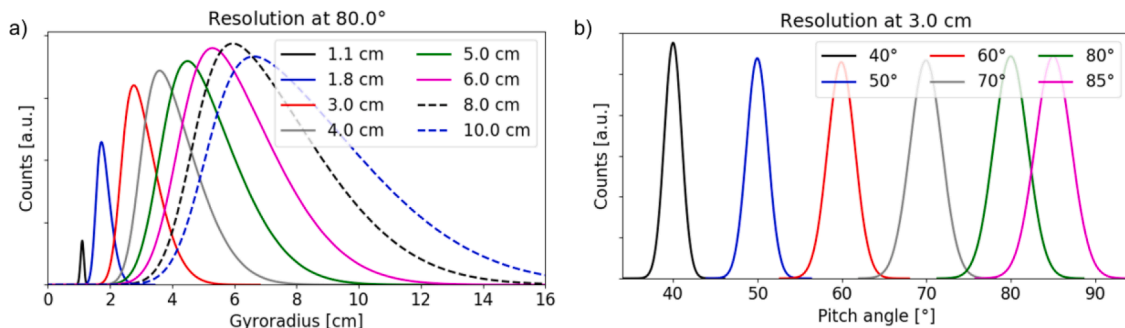 a)
Resolution at 80.0°
Counts [a.u.]
1.1 cm
1.8 cm
3.0 cm
4.0 cm
5.0 cm
6.0 cm
8.0 cm
10.0 cm
0 2 4 6 8 10 12 14 16
Gyroradius [cm]
b)
Resolution at 3.0 cm
Counts [a.u.]
40°
50°
60°
70°
80°
85°
40 50 60 70 80 90
Pitch angle [°]